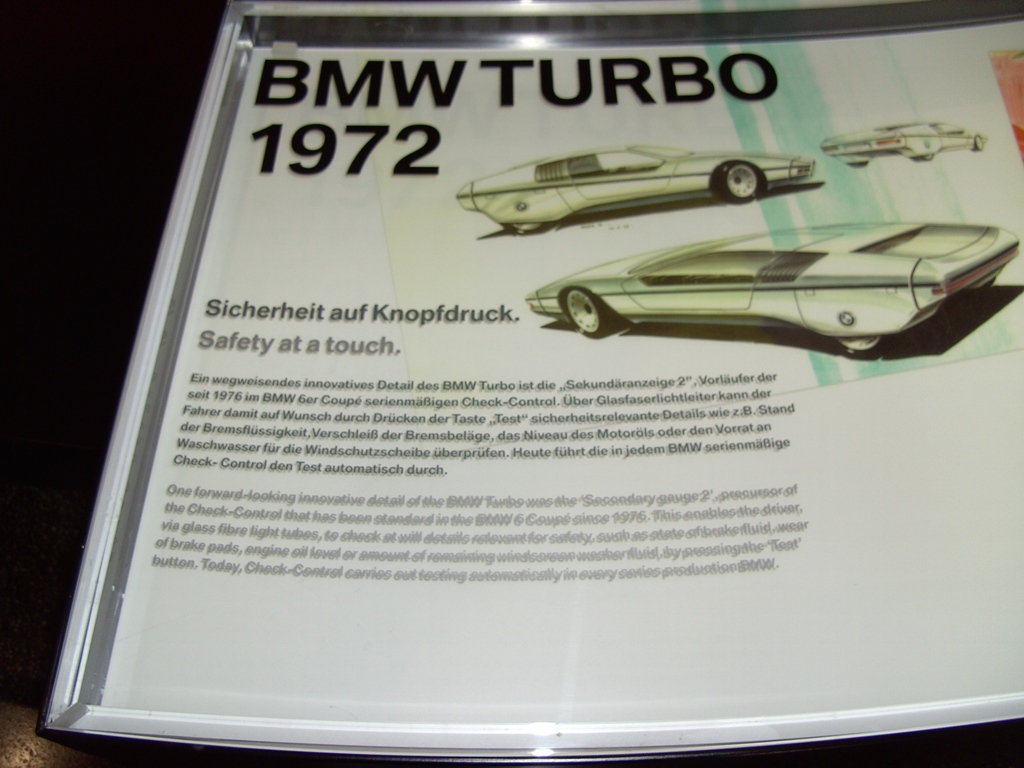 BMW TURBO
1972
Sicherheit auf Knopfdruck.
Safety at a touch.
Ein wegweisendes innovatives Detail des BMW Turbo ist die „Sekundäranzeige 2”, Vorläufer der
seit 1976 im BMW 6er Coupé serienmäßigen Check-Control. Über Glasfaserlichtleiter kann der
Fahrer damit auf Wunsch durch Drücken der Taste „Test“ sicherheitsrelevante Details wie z.B. Stand
der Bremsflüssigkeit, Verschleiß der Bremsbeläge, das Niveau des Motoröls oder den Vorrat an
Waschwasser für die Windschutzscheibe überprüfen. Heute führt die in jedem BMW serienmäßige
Check- Control den Test automatisch durch.
One forward-looking innovative detail of the BMW Turbo was the ‘Secondary gauge 2’, precursor of
the Check-Control that has been standard in the BMW 6 Coupé since 1976. This enables the driver,
via glass fibre light tubes, to check at will details relevant for safety, such as state of brake fluid, wear
of brake pads, engine oil level or amount of remaining windscreen washer fluid, by pressing the ‘Test’
button. Today, Check-Control carries out testing automatically in every series production BMW.